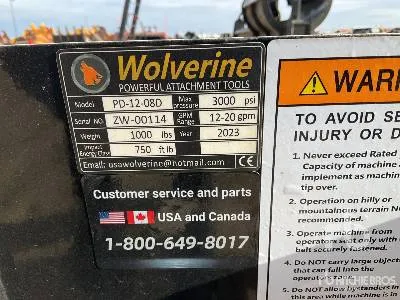 Wolverine
POWERFUL ATTACHMENT TOOLS
Model PD-12-08D Max pressure 3000 psi
Serial NO ZW-00114 GPM Range 12-20 gpm
Weigh 1000 lbs Year 2023
Impact Energy Class 750 ft lb
Email: usawolverine@hotmail.com CE
Customer service and parts
USA and Canada
1-800-649-8017
WAR
TO AVOID SE
INJURY OR D
1. Never exceed Rated
Capacity of machine
implement as machine
tip over.
2. Operation on hilly or
mountainous terrain
recommended.
3. Operate machine from
operators seat only with
belt securely fastened.
4. Do NOT carry large object
that can fall into the
5. Do NOT allow bystanders in
this area while machine is in
Ritchie Bros.